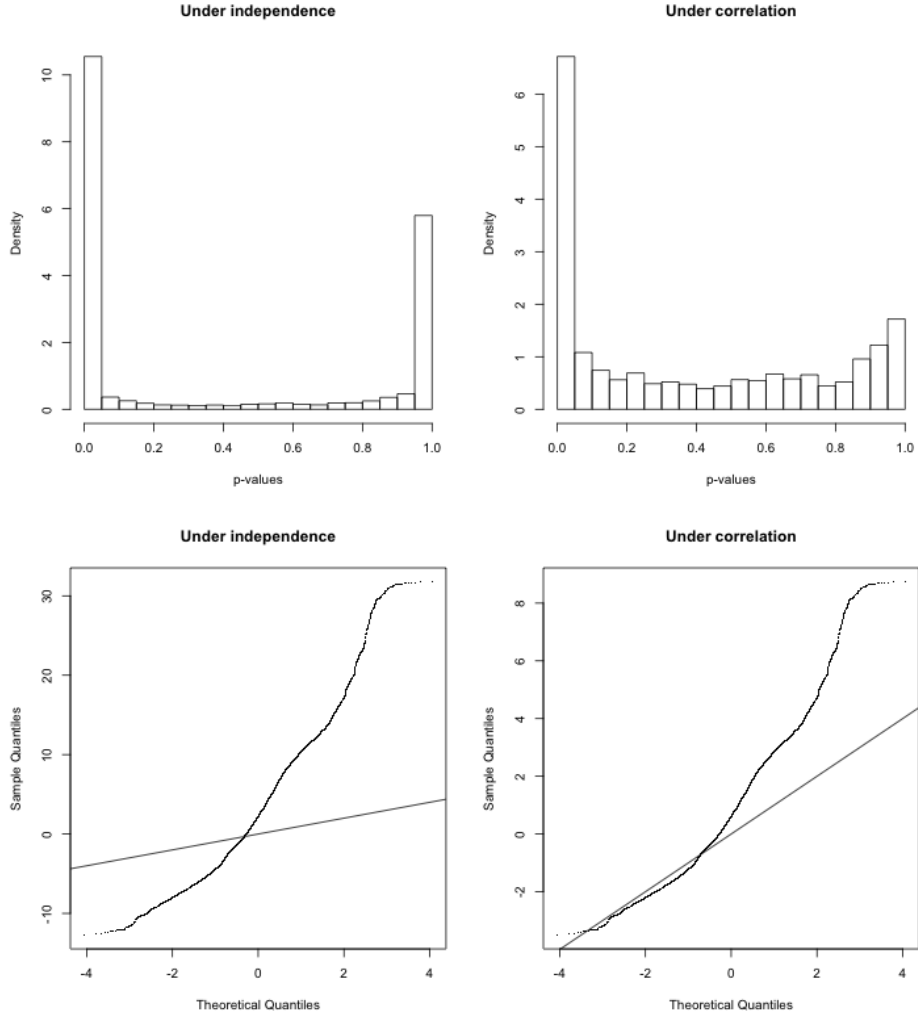 Under independence
Under correlation
Density
10
8
6
4
2
0
0.0 0.2 0.4 0.6 0.8 1.0
p-values
Density
6
5
4
3
2
1
0
0.0 0.2 0.4 0.6 0.8 1.0
p-values
Under independence
Under correlation
Sample Quantiles
30
20
10
0
-10
-4 -2 0 2 4
Theoretical Quantiles
Sample Quantiles
8
6
4
2
0
-2
-4 -2 0 2 4
Theoretical Quantiles